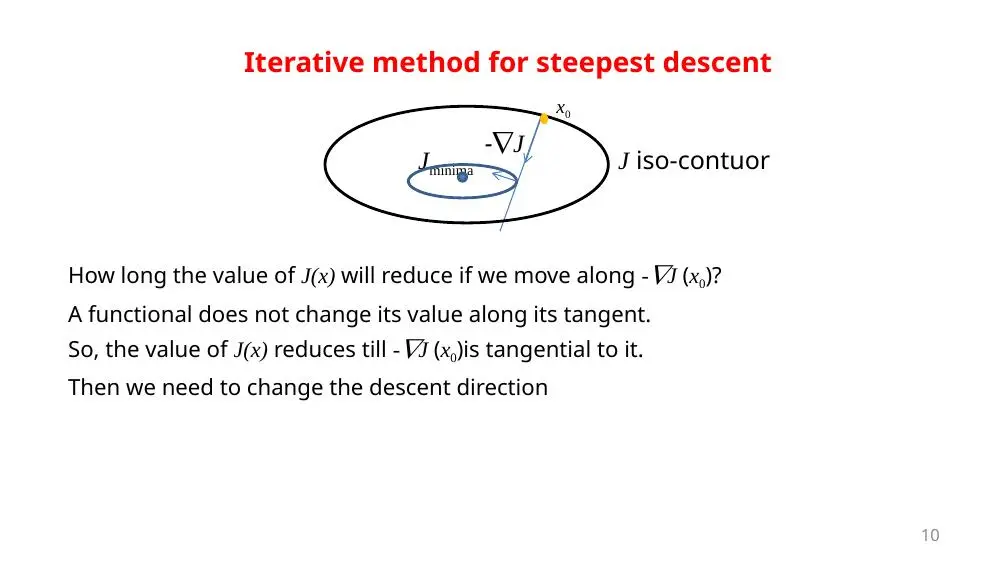 Iterative method for steepest descent
x0
-∇J
Jminima
J iso-contuor
How long the value of J(x) will reduce if we move along -∇J (x0)?
A functional does not change its value along its tangent.
So, the value of J(x) reduces till -∇J (x0)is tangential to it.
Then we need to change the descent direction
10